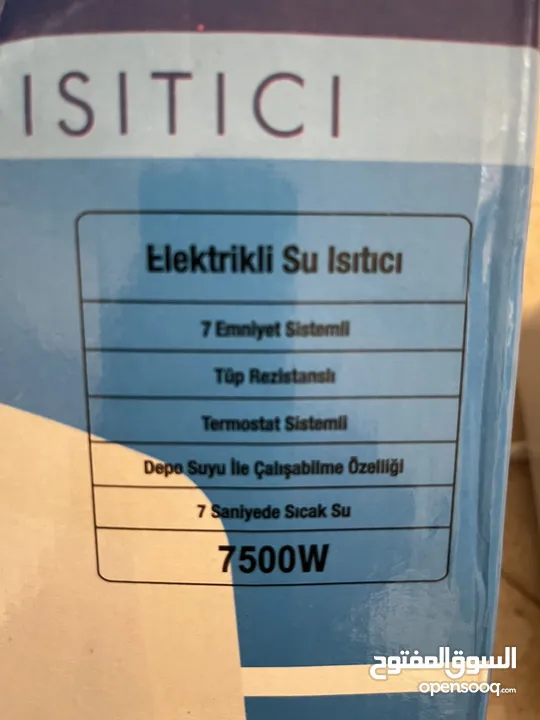 ISITICI
Elektrikli Su Isıtıcı
7 Emniyet Sistemli
Tüp Rezistanslı
Termostat Sistemli
Depo Suyu İle Çalışabilme Özelliği
7 Saniyede Sıcak Su
7500W
السوق المفتوح
opensooq.com